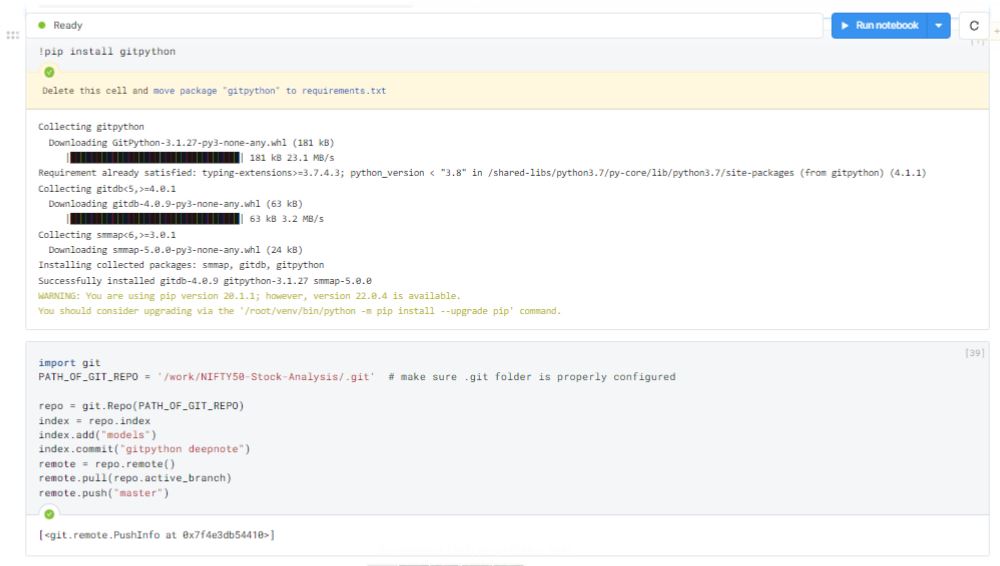 Ready
Run notebook
!pip install gitpython
Delete this cell and move package "gitpython" to requirements.txt
Collecting gitpython
  Downloading GitPython-3.1.27-py3-none-any.whl (181 kB)
     |████████████████████████████████| 181 kB 23.1 MB/s
Requirement already satisfied: typing-extensions>=3.7.4.3; python_version < "3.8" in /shared-libs/python3.7/py-core/lib/python3.7/site-packages (from gitpython) (4.1.1)
Collecting gitdb<5,>=4.0.1
  Downloading gitdb-4.0.9-py3-none-any.whl (63 kB)
     |████████████████████████████████| 63 kB 3.2 MB/s
Collecting smmap<6,>=3.0.1
  Downloading smmap-5.0.0-py3-none-any.whl (24 kB)
Installing collected packages: smmap, gitdb, gitpython
Successfully installed gitdb-4.0.9 gitpython-3.1.27 smmap-5.0.0
WARNING: You are using pip version 20.1.1; however, version 22.0.4 is available.
You should consider upgrading via the '/root/venv/bin/python -m pip install --upgrade pip' command.
[39]
import git
PATH_OF_GIT_REPO = '/work/NIFTY50-Stock-Analysis/.git'  # make sure .git folder is properly configured
repo = git.Repo(PATH_OF_GIT_REPO)
index = repo.index
index.add("models")
index.commit("gitpython deepnote")
remote = repo.remote()
remote.pull(repo.active_branch)
remote.push("master")
[<git.remote.PushInfo at 0x7f4e3db54410>]